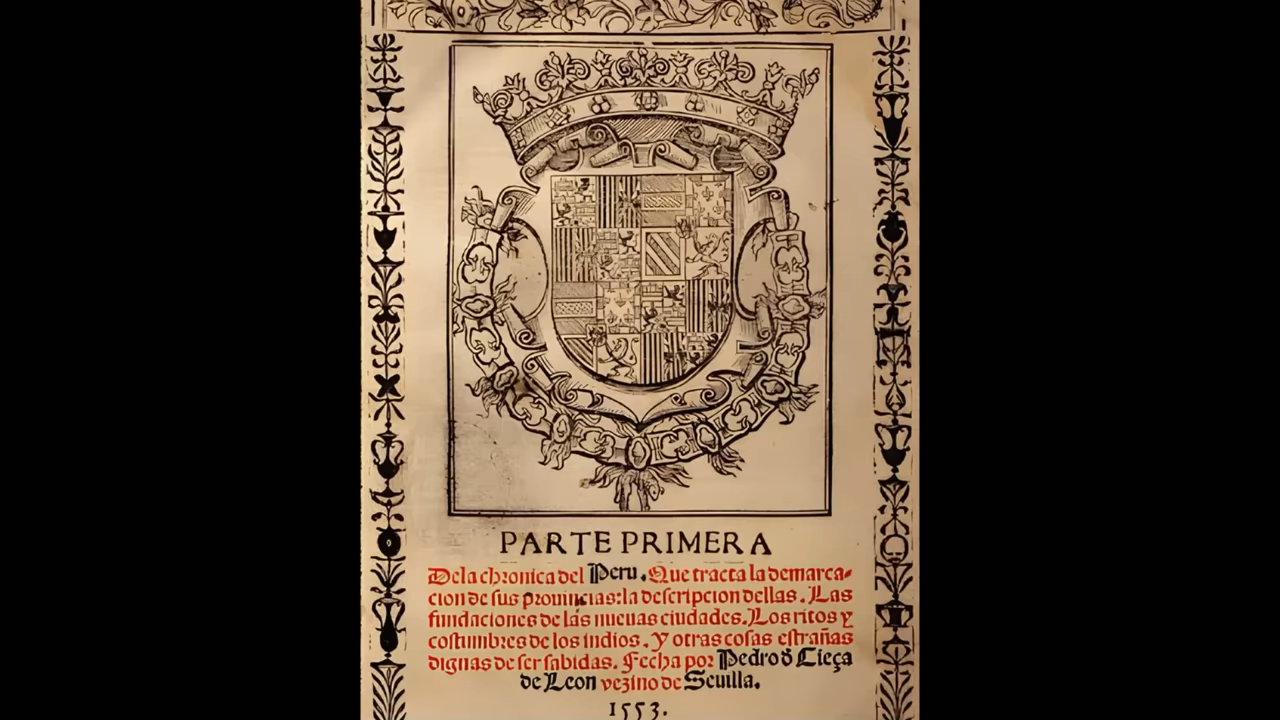 PARTE PRIMERA
Dela chronica del Peru. Que tracta la demarca-
cion de sus prouincias: la descripcion dellas. Las
fundaciones de las nueuas ciudades. Los ritos y
costumbres de los indios. Y otras cosas estrañas
dignas de ser sabidas. Fecha por Pedro d Cieça
de Leon vezino de Seuilla.
1553.